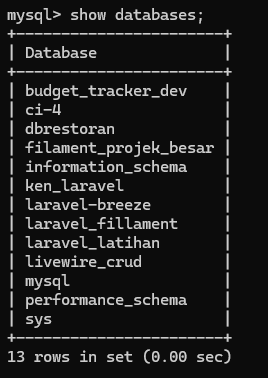 mysql> show databases;
+-----------------------+
| Database              |
+-----------------------+
| budget_tracker_dev    |
| ci-4                  |
| dbrestoran            |
| filament_projek_besar |
| information_schema    |
| ken_laravel           |
| laravel-breeze        |
| laravel_fillament     |
| laravel_latihan       |
| livewire_crud         |
| mysql                 |
| performance_schema    |
| sys                   |
+-----------------------+
13 rows in set (0.00 sec)